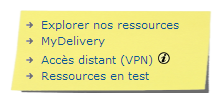 Explorer nos ressources
MyDelivery
Accès distant (VPN)
Ressources en test